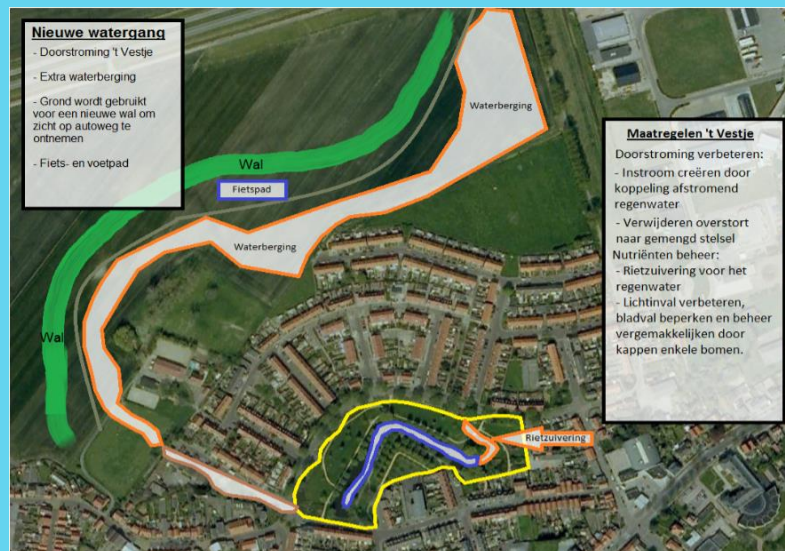 Nieuwe watergang
- Doorstroming 't Vestje
- Extra waterberging
- Grond wordt gebruikt
voor een nieuwe wal om
zicht op autoweg te
ontnemen
- Fiets- en voetpad
Waterberging
Wal
Fietspad
Waterberging
Wal
Maatregelen 't Vestje
Doorstroming verbeteren:
- Instroom creëren door
koppeling afstromend
regenwater
- Verwijderen overstort
naar gemengd stelsel
Nutriënten beheer:
- Rietzuivering voor het
regenwater
- Lichtinval verbeteren,
bladval beperken en beheer
vergemakkelijken door
kappen enkele bomen.
Rietzuivering